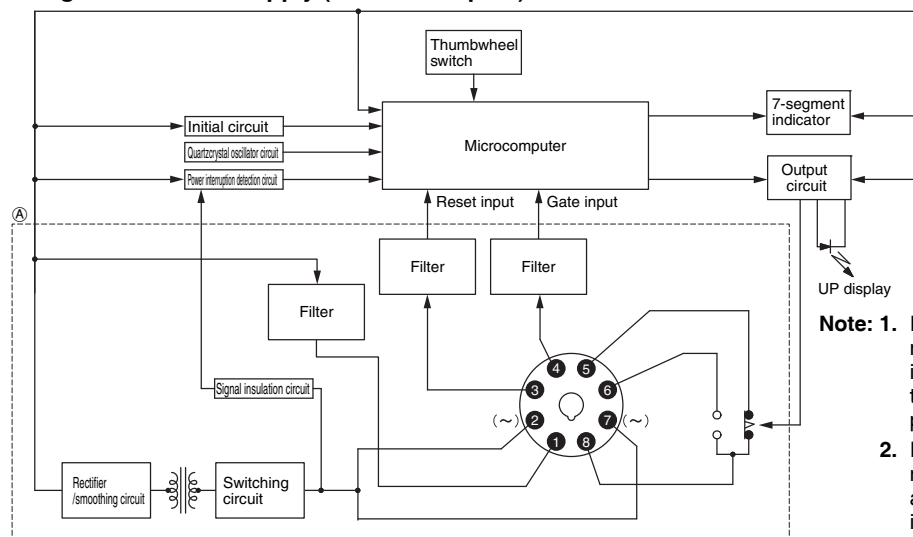 Thumbwheel
switch
Initial circuit
Quartzcrystal oscillator circuit
Power interruption detection circuit
Microcomputer
7-segment
indicator
Output
circuit
Reset input
Gate input
UP display
Ⓐ
Filter
Filter
Filter
Signal insulation circuit
4
5
3
6
(~)
2
7
(~)
1
8
Rectifier
/smoothing circuit
Switching
circuit
Note: 1.
2.